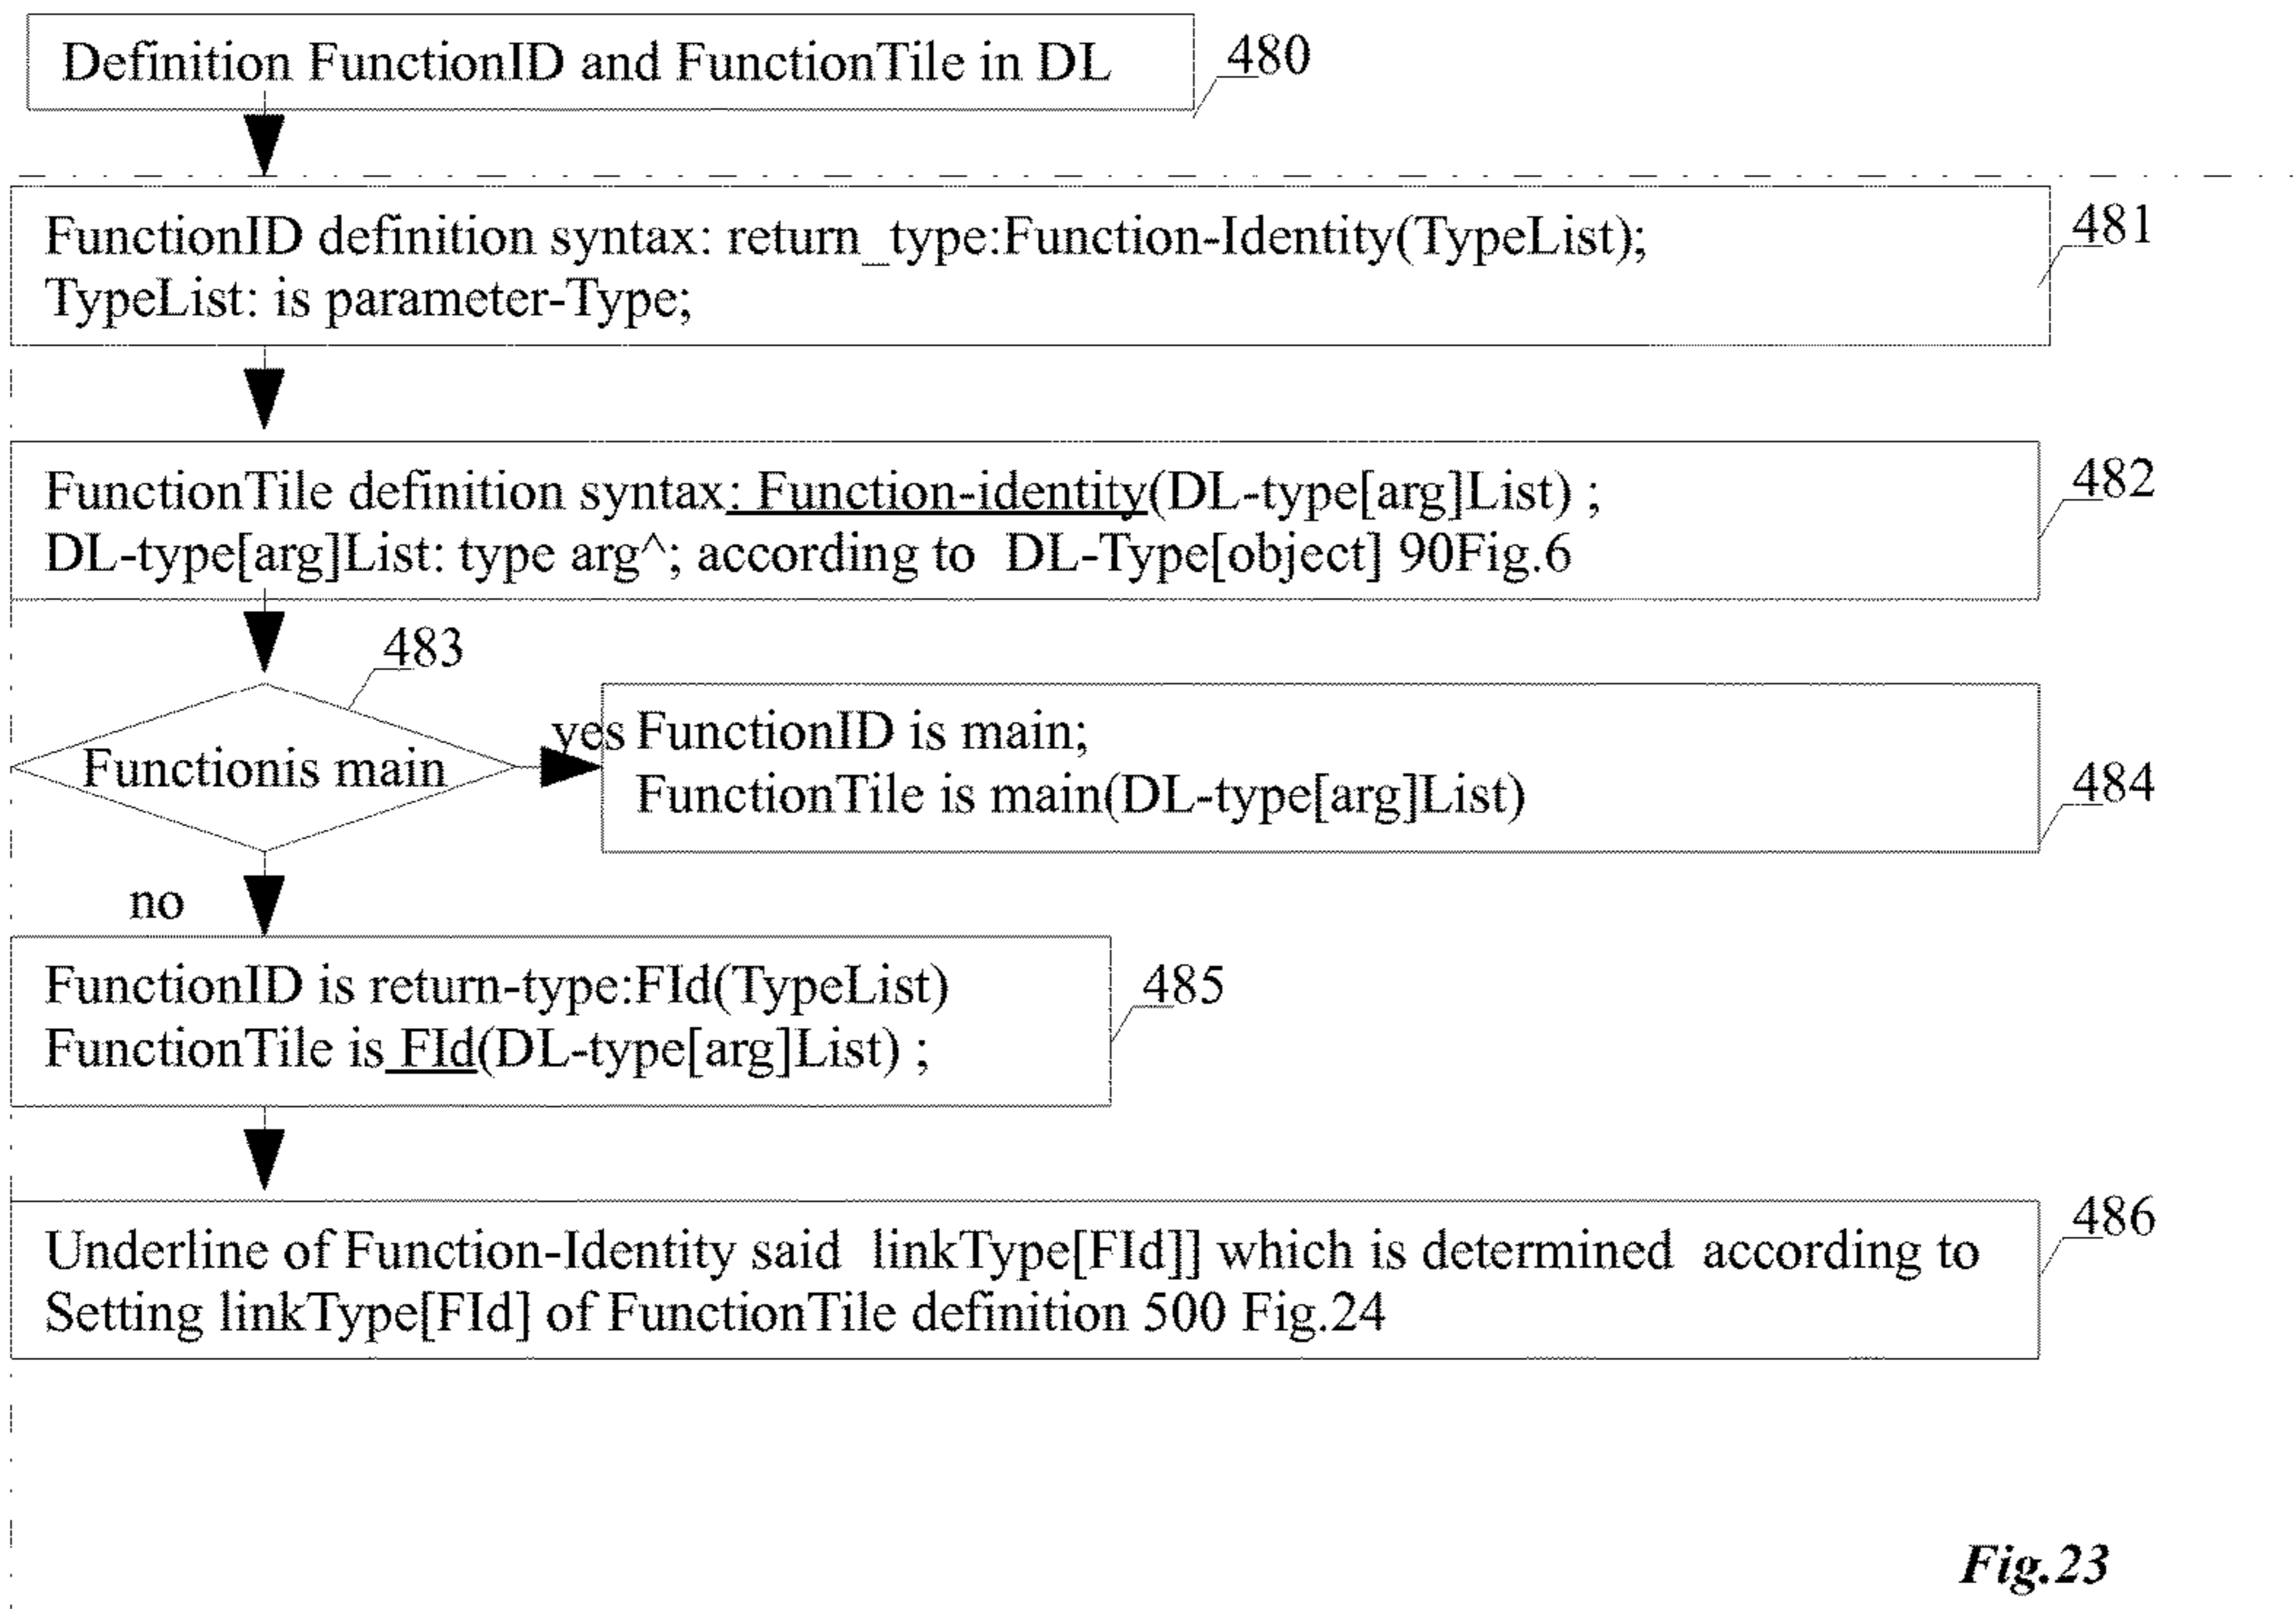 Definition FunctionID and FunctionTile in DL
480
FunctionID definition syntax: return_type:Function-Identity(TypeList);
481
TypeList: is parameter-Type;
FunctionTile definition syntax: Function-identity(DL-type[arg]List) ;
482
DL-type[arg]List: type arg^; according to DL-Type[object] 90Fig.6
483
Functionis main
yes
FunctionID is main;
FunctionTile is main(DL-type[arg]List)
484
no
FunctionID is return-type:FId(TypeList)
485
FunctionTile is FId(DL-type[arg]List) ;
486
Underline of Function-Identity said linkType[FId]] which is determined according to
Setting linkType[FId] of FunctionTile definition 500 Fig.24
Fig.23